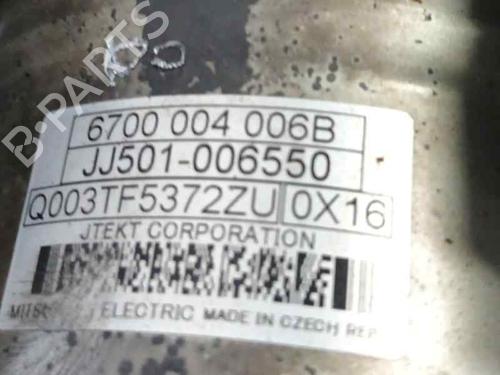 B-PARTS
6700 004 006B
JJ501-006550
Q003TF5372ZU 0X16
JTEKT CORPORATION
ELECTRIC MADE IN CZECH REP